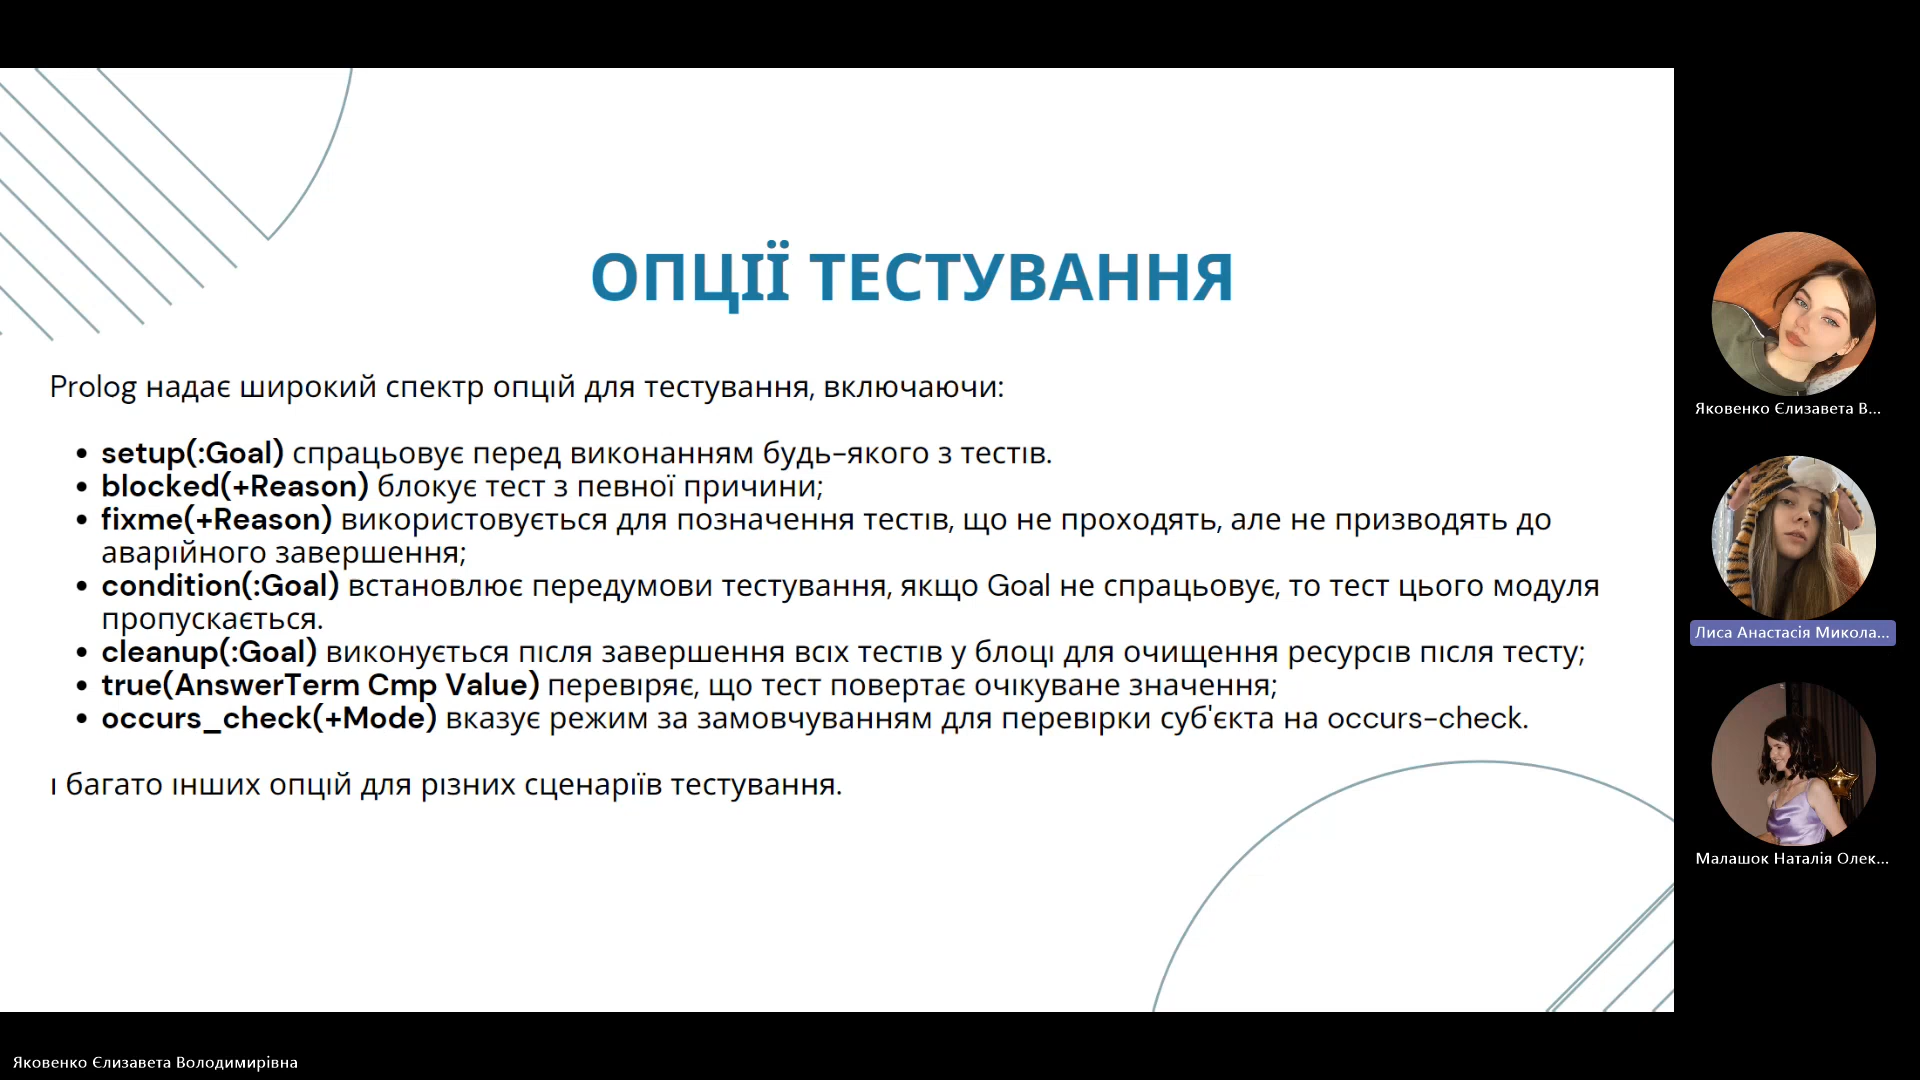 ОПЦІЇ ТЕСТУВАННЯ
Prolog надає широкий спектр опцій для тестування, включаючи:
• setup(:Goal) спрацьовує перед виконанням будь-якого з тестів.
• blocked(+Reason) блокує тест з певної причини;
• fixme(+Reason) використовується для позначення тестів, що не проходять, але не призводять до
аварійного завершення;
• condition(:Goal) встановлює передумови тестування, якщо Goal не спрацьовує, то тест цього модуля
пропускається.
• cleanup(:Goal) виконується після завершення всіх тестів у блоці для очищення ресурсів після тесту;
• true(AnswerTerm Cmp Value) перевіряє, що тест повертає очікуване значення;
• occurs_check(+Mode) вказує режим за замовчуванням для перевірки суб'єкта на occurs-check.
і багато інших опцій для різних сценаріїв тестування.
Яковенко Єлизавета В...
Лиса Анастасія Микола...
Малашок Наталія Олек...
Яковенко Єлизавета Володимирівна